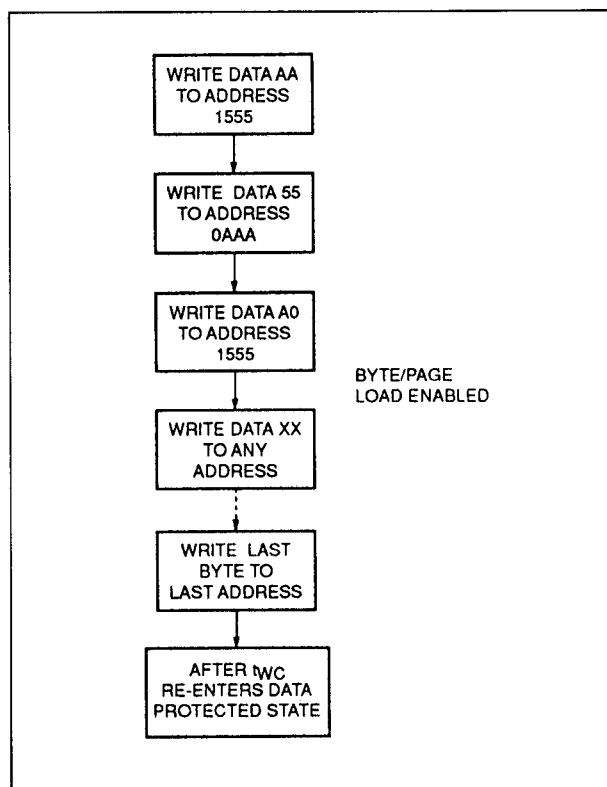 WRITE DATA AA
TO ADDRESS
1555
WRITE DATA 55
TO ADDRESS
0AAA
WRITE DATA A0
TO ADDRESS
1555
BYTE/PAGE
LOAD ENABLED
WRITE DATA XX
TO ANY
ADDRESS
WRITE LAST
BYTE TO
LAST ADDRESS
AFTER tWC
RE-ENTERS DATA
PROTECTED STATE